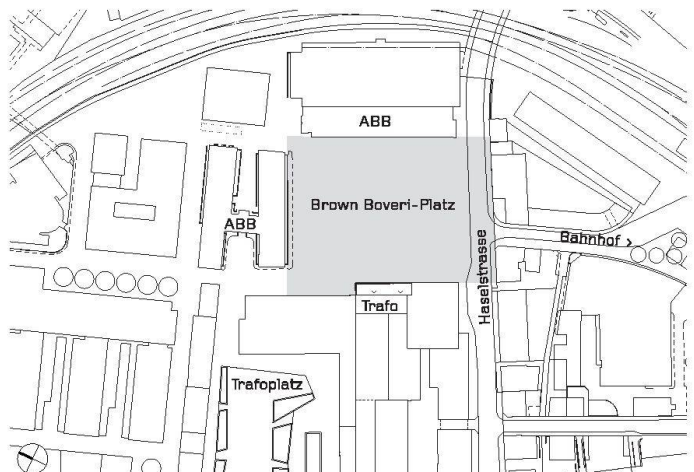 ABB
Brown Boveri-Platz
ABB
Bahnhof >
Haselstrasse
Trafo
Trafoplatz